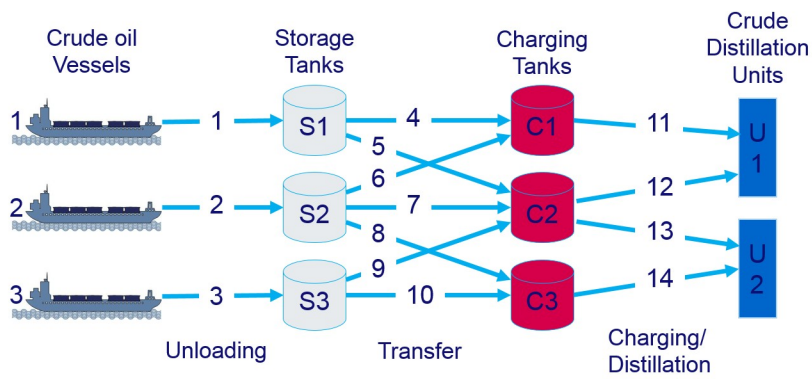 Crude oil
Vessels
Storage
Tanks
Charging
Tanks
Crude
Distillation
Units
1
1
S1
4
C1
11
U
1
5
6
12
2
2
S2
7
C2
13
8
9
14
U
2
3
3
S3
10
C3
Unloading
Transfer
Charging/
Distillation